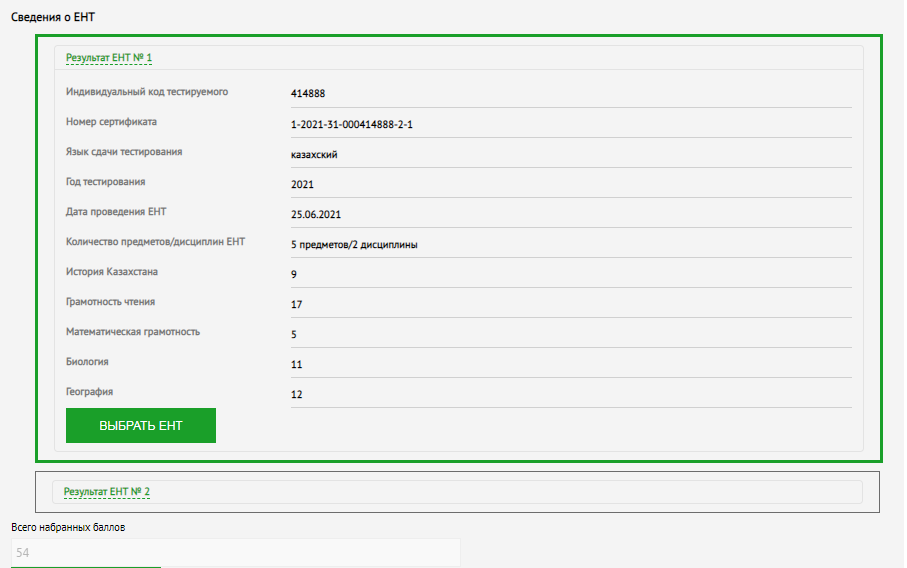 Сведения о ЕНТ
Результат ЕНТ № 1
Индивидуальный код тестируемого 414888
Номер сертификата 1-2021-31-000414888-2-1
Язык сдачи тестирования казахский
Год тестирования 2021
Дата проведения ЕНТ 25.06.2021
Количество предметов/дисциплин ЕНТ 5 предметов/2 дисциплины
История Казахстана 9
Грамотность чтения 17
Математическая грамотность 5
Биология 11
География 12
ВЫБРАТЬ ЕНТ
Результат ЕНТ № 2
Всего набранных баллов
54